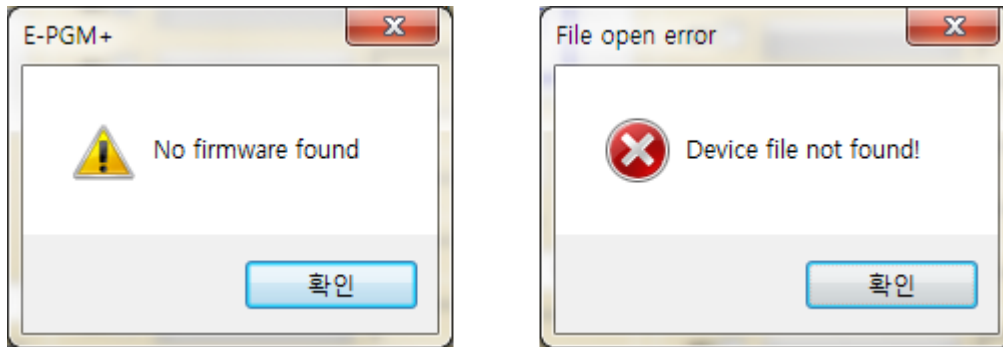 E-PGM+
No firmware found
확인
File open error
Device file not found!
확인